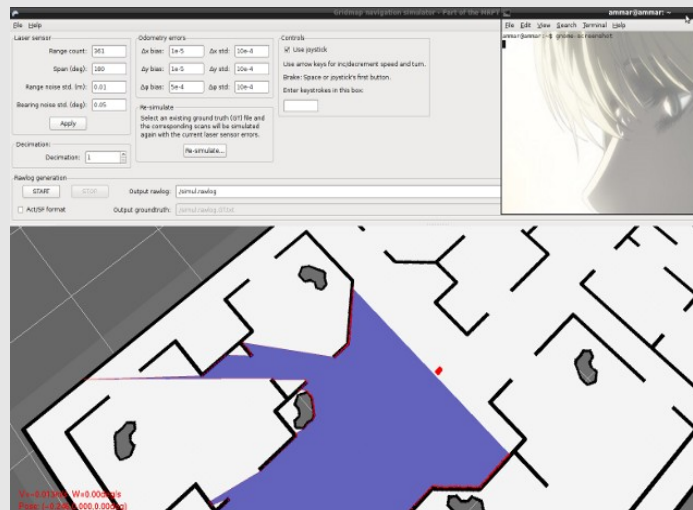 Gridmap navigation simulator - Part of the MRPT
ammar@ammar: ~
File Help
File Edit View Search Terminal Help
ammar@ammar:~$ gnome-screenshot
Laser sensor
Range count: 361
Span (deg): 180
Range noise std. (m): 0.01
Bearing noise std. (deg): 0.05
Apply
Decimation:
Decimation: 1
Odometry errors
Δx bias: 1e-5 Δx std: 10e-4
Δy bias: 1e-5 Δy std: 10e-4
Δφ bias: 5e-4 Δφ std: 10e-4
Re-simulate
Select an existing ground truth (GT) file and
the corresponding scans will be simulated
again with the current laser sensor errors.
Re-simulate...
Controls
Use joystick
Use arrow keys for inc/decrement speed and turn.
Brake: Space or joystick's first button.
Enter keystrokes in this box:
Rawlog generation
START STOP Output rawlog: ./simul.rawlog
Act/SF format Output groundtruth: ./simul.rawlog.GT.txt